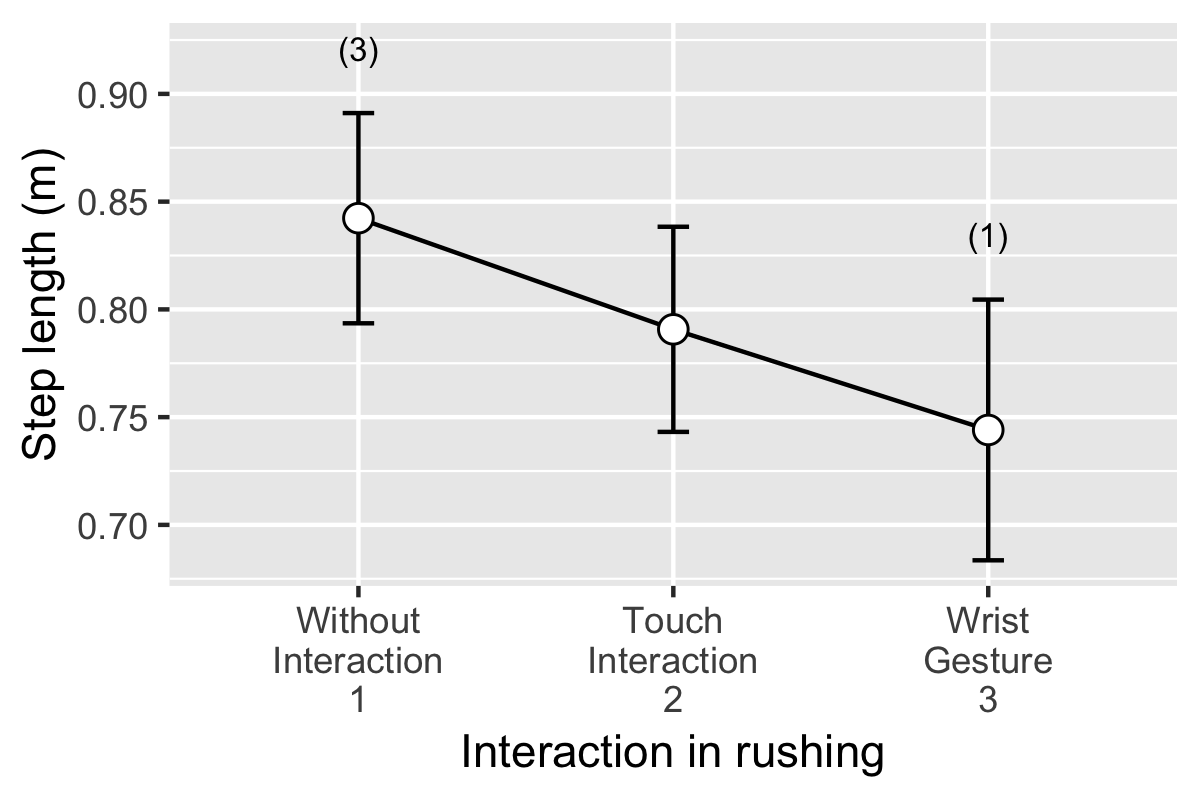 (3)
(1)
Step length (m)
0.90
0.85
0.80
0.75
0.70
Without
Interaction
1
Touch
Interaction
2
Wrist
Gesture
3
Interaction in rushing